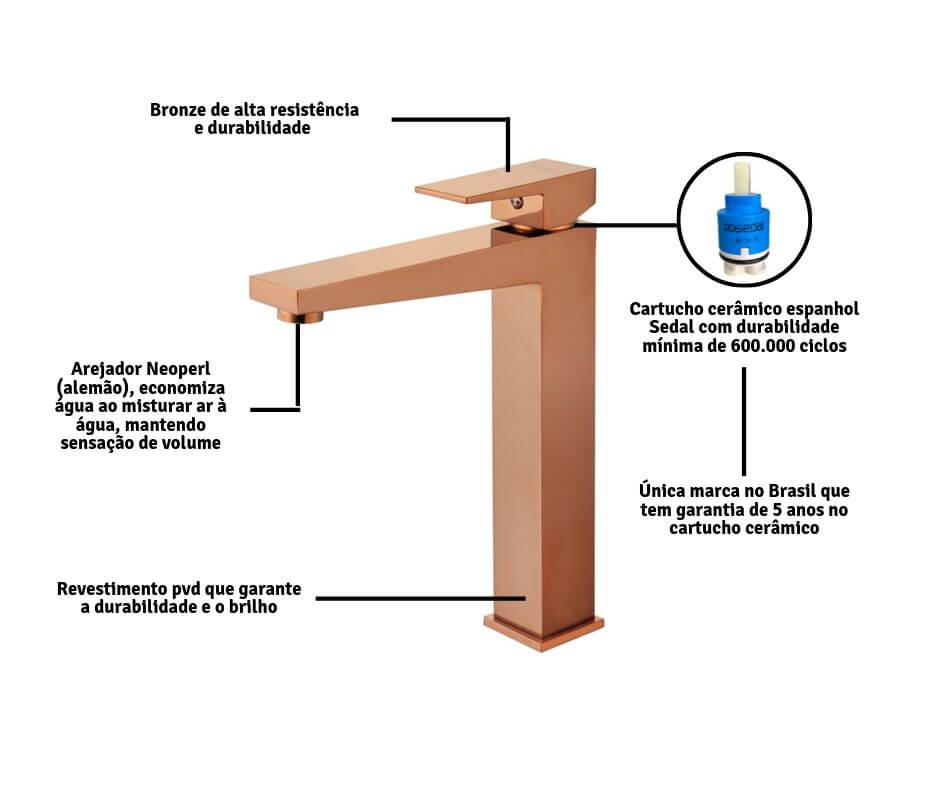 Bronze de alta resistência
e durabilidade
Cartucho cerâmico espanhol
Sedal com durabilidade
mínima de 600.000 ciclos
Arejador Neoperl
(alemão), economiza
água ao misturar ar à
água, mantendo
sensação de volume
Única marca no Brasil que
tem garantia de 5 anos no
cartucho cerâmico
Revestimento pvd que garante
a durabilidade e o brilho